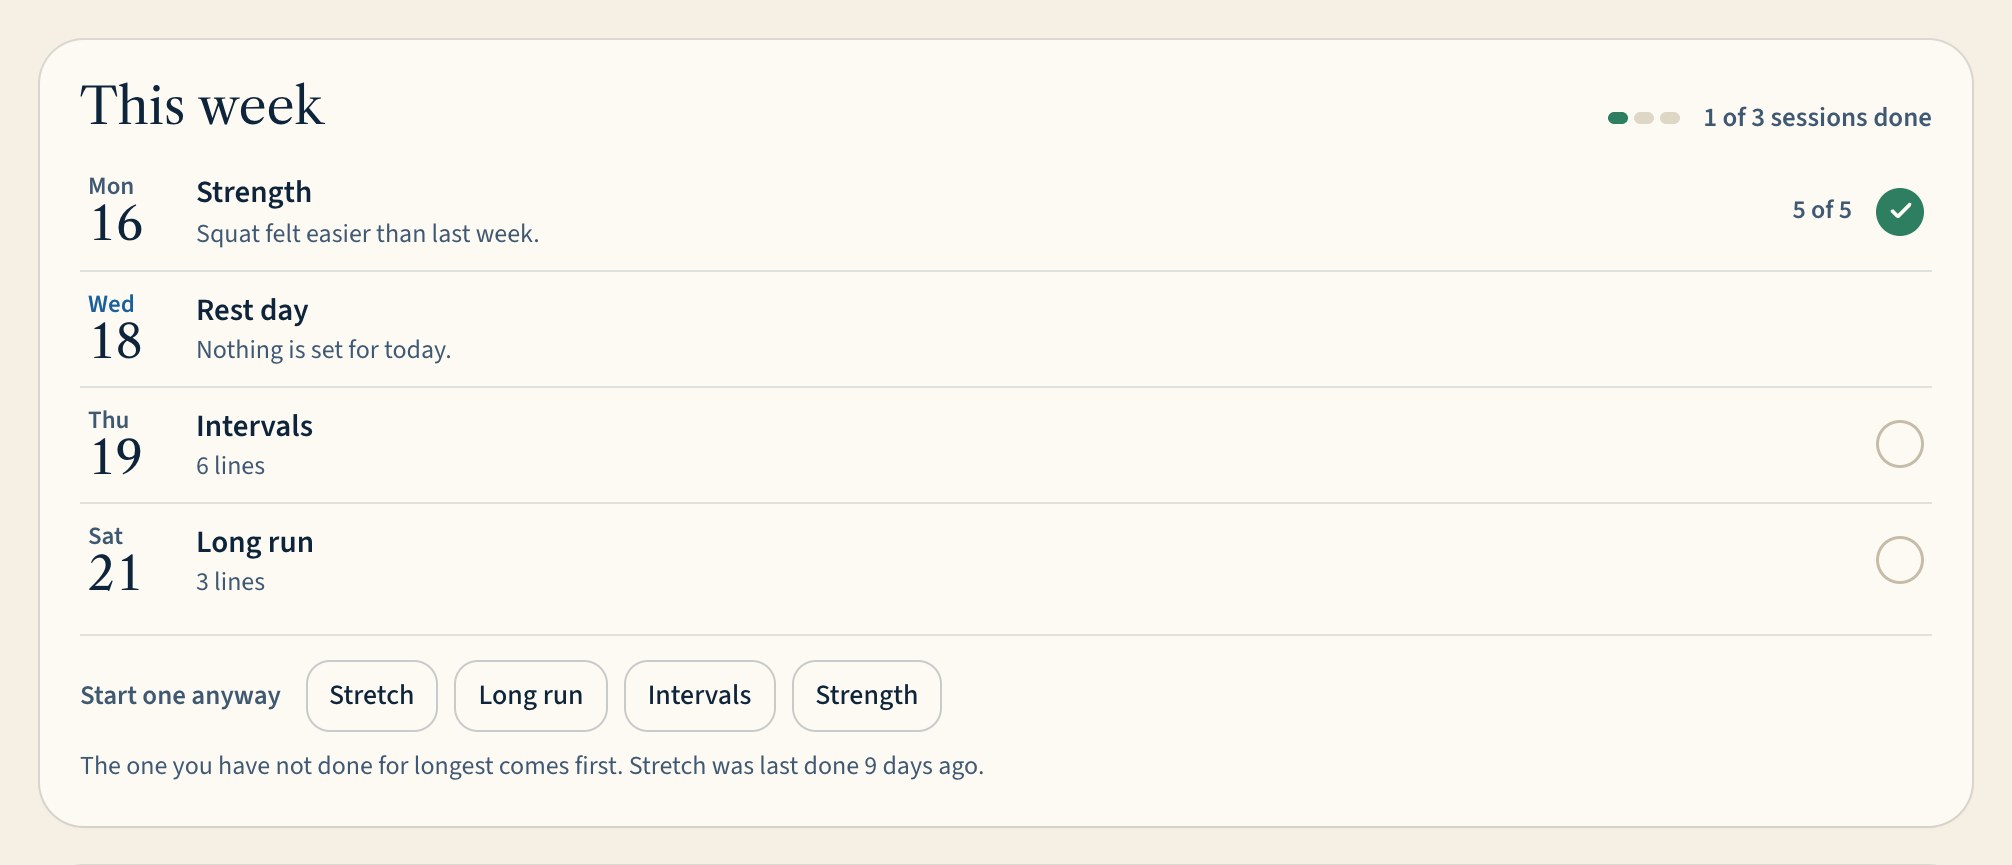 This week
1 of 3 sessions done
Mon
16
Strength
Squat felt easier than last week.
5 of 5
Wed
18
Rest day
Nothing is set for today.
Thu
19
Intervals
6 lines
Sat
21
Long run
3 lines
Start one anyway
Stretch
Long run
Intervals
Strength
The one you have not done for longest comes first. Stretch was last done 9 days ago.